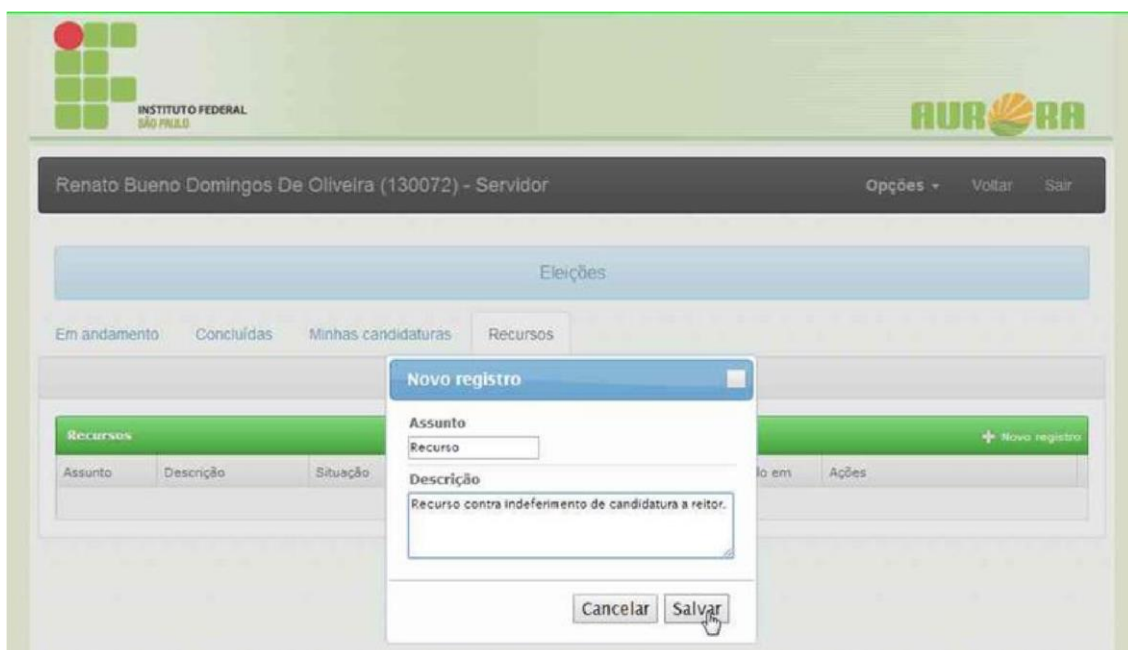 INSTITUTO FEDERAL
SÃO PAULO
AURORA
Renato Bueno Domingos De Oliveira (130072) - Servidor
Opções Voltar Sair
Eleições
Em andamento Concluídas Minhas candidaturas Recursos
Novo registro
Assunto
Recurso
Descrição
Recurso contra indeferimento de candidatura a reitor.
Cancelar Salvar
Recursos
Novo registro
Assunto Descrição Situação em Ações